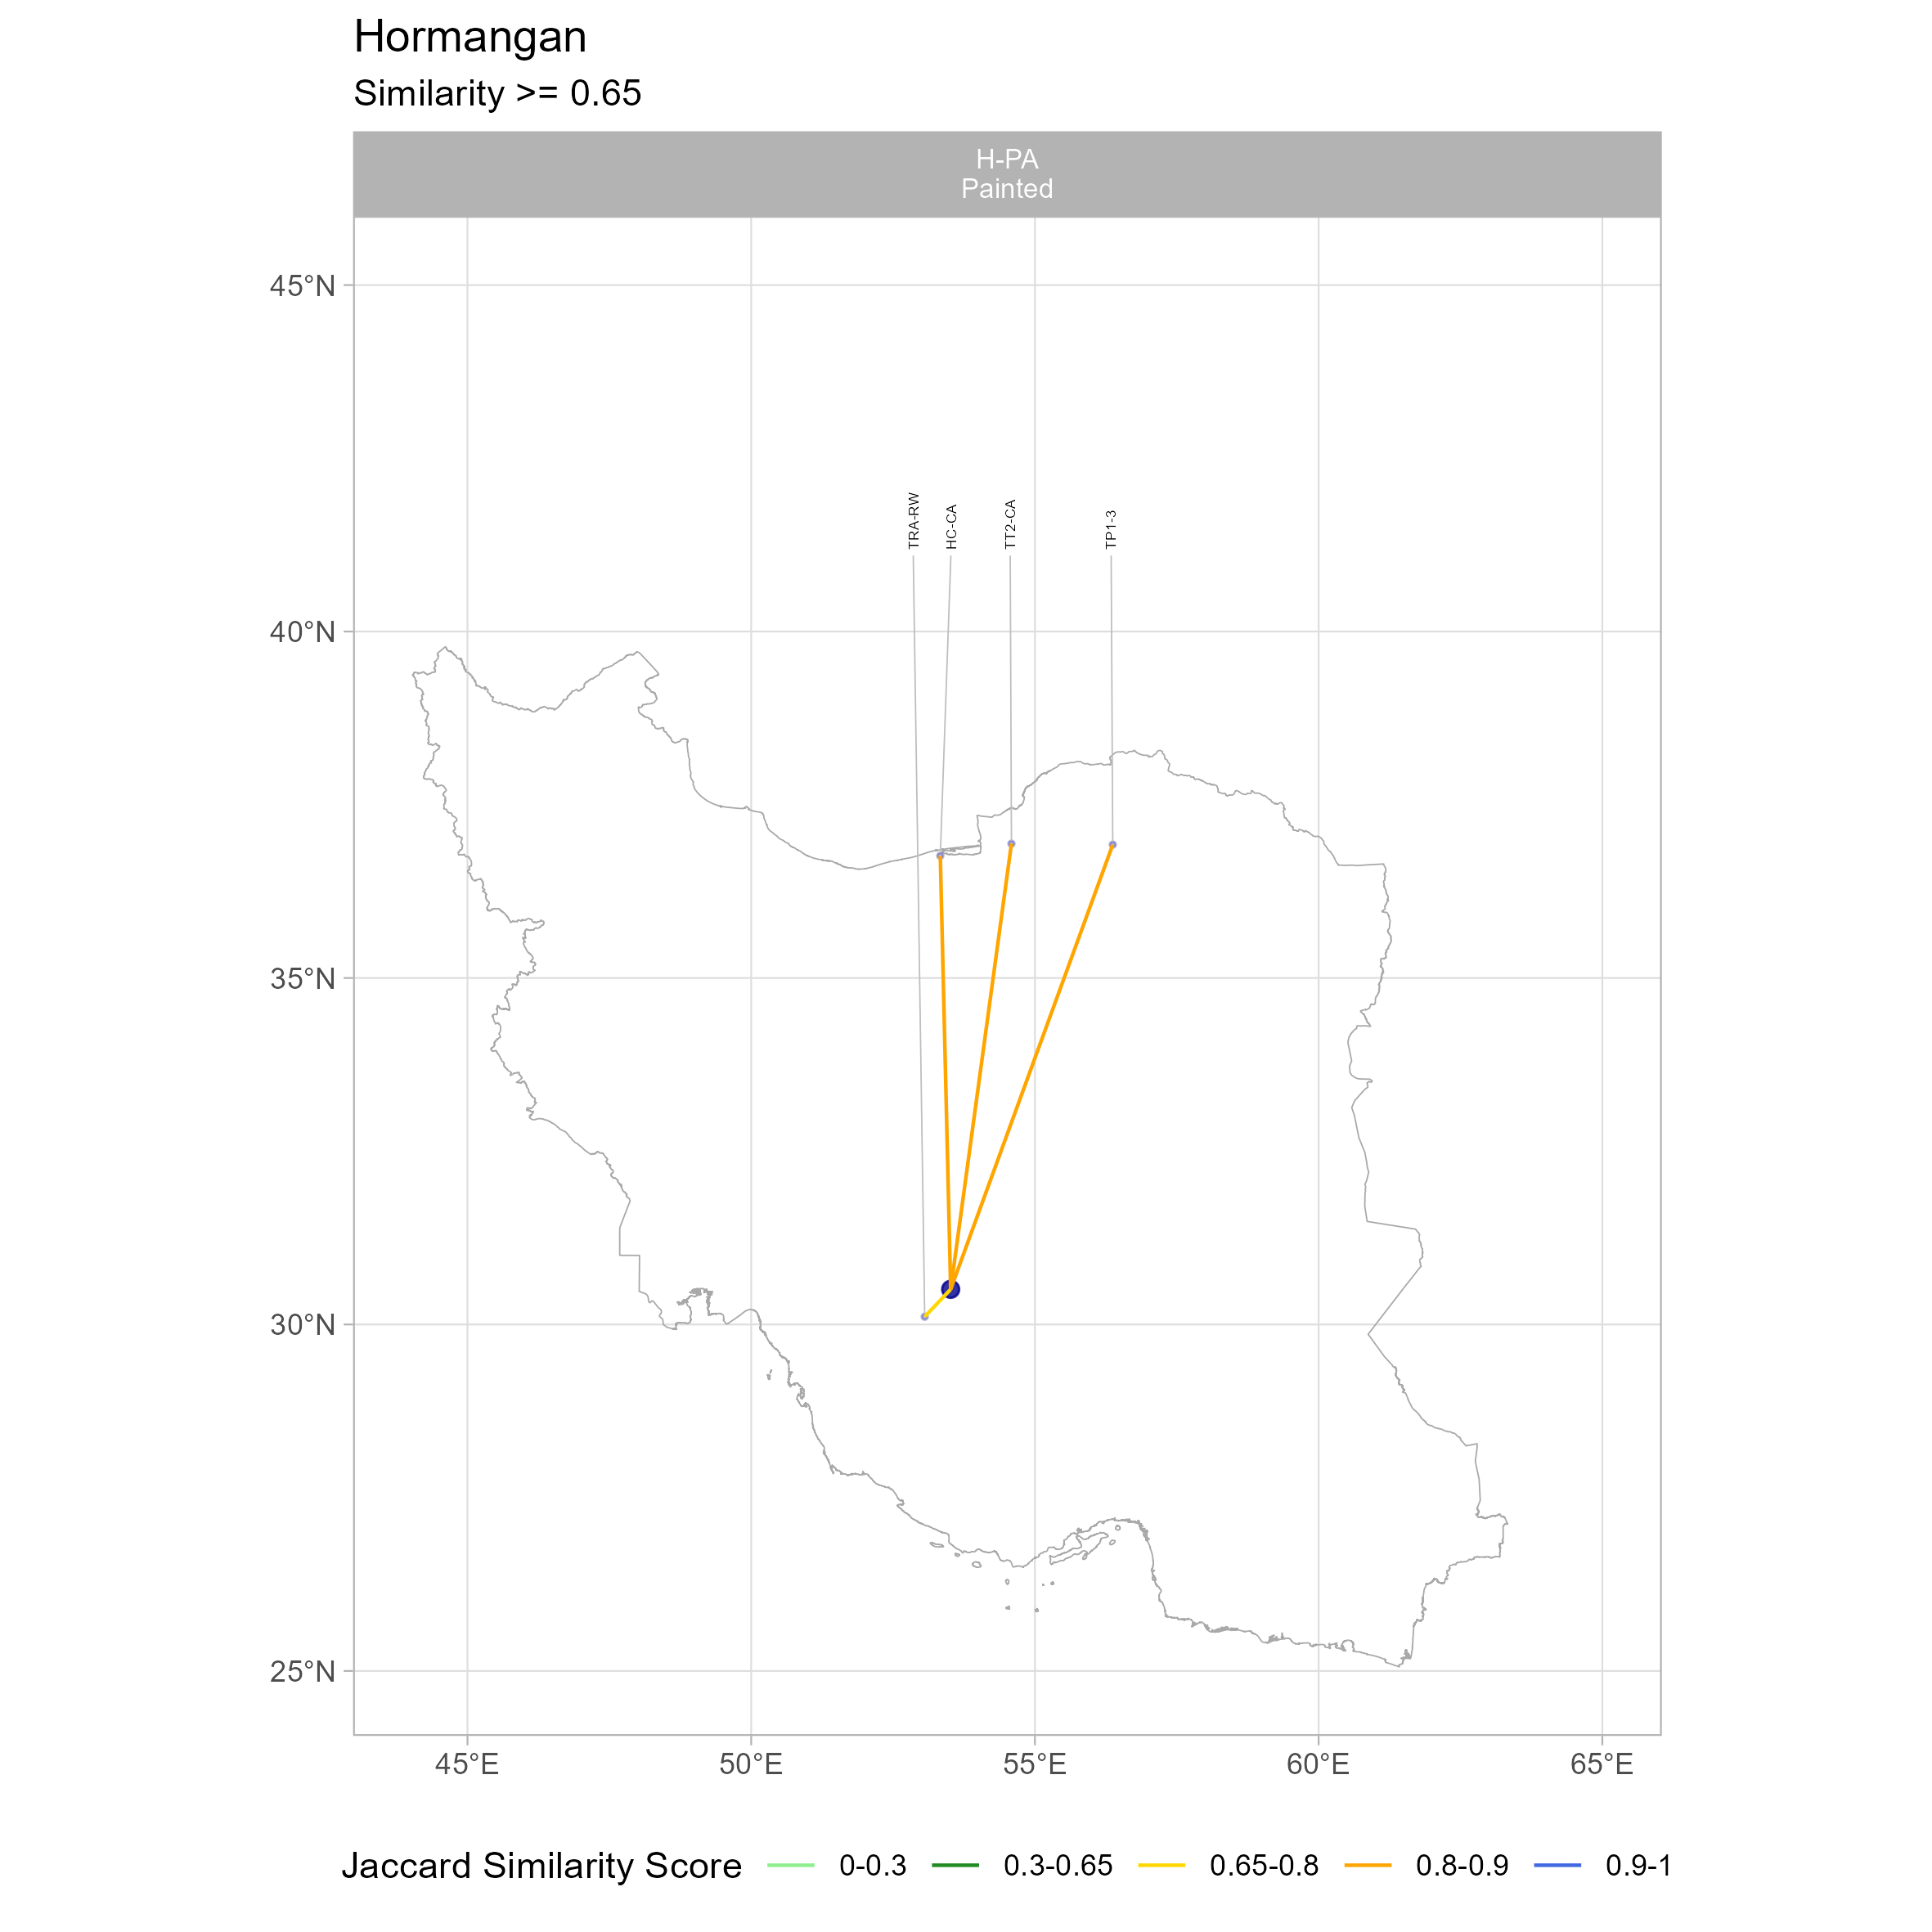 Hormangan
Similarity >= 0.65
H-PA
Painted
45°N
40°N
35°N
30°N
25°N
TRA-RW
HC-CA
TT2-CA
TP1-3
45°E
50°E
55°E
60°E
65°E
Jaccard Similarity Score
0-0.3
0.3-0.65
0.65-0.8
0.8-0.9
0.9-1